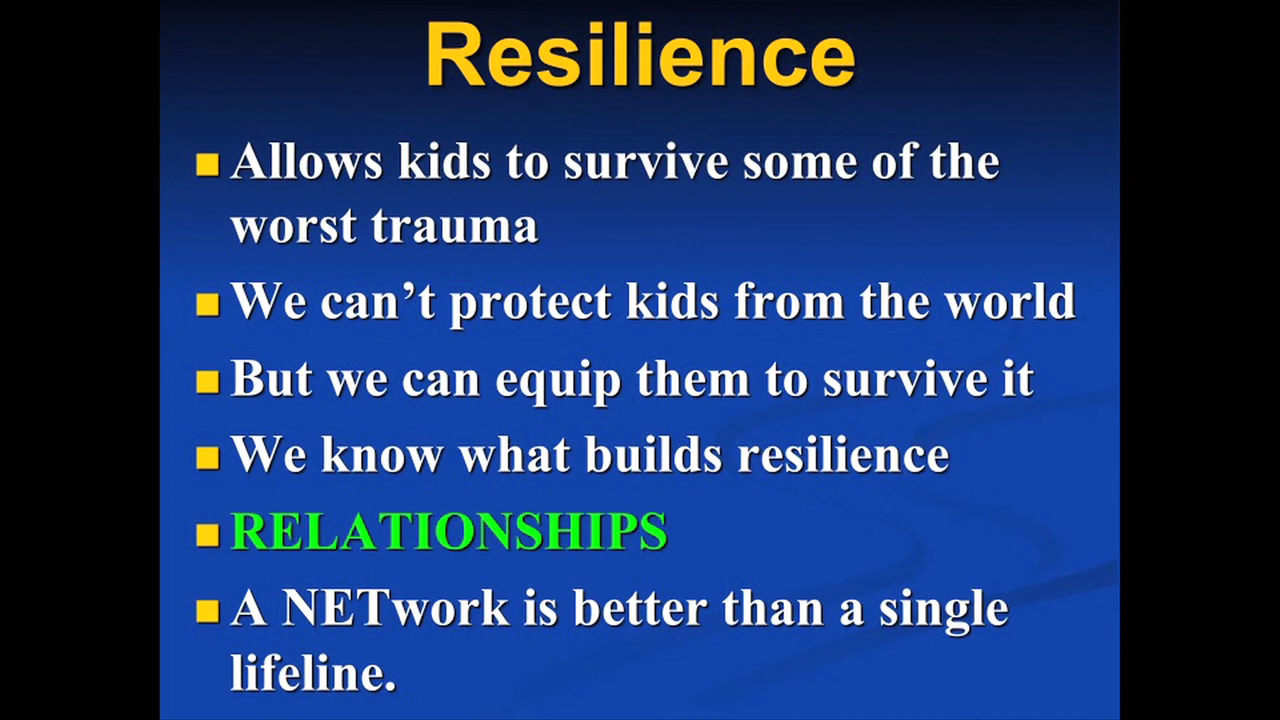 Resilience
Allows kids to survive some of the
worst trauma
We can’t protect kids from the world
But we can equip them to survive it
We know what builds resilience
RELATIONSHIPS
A NETwork is better than a single
lifeline.